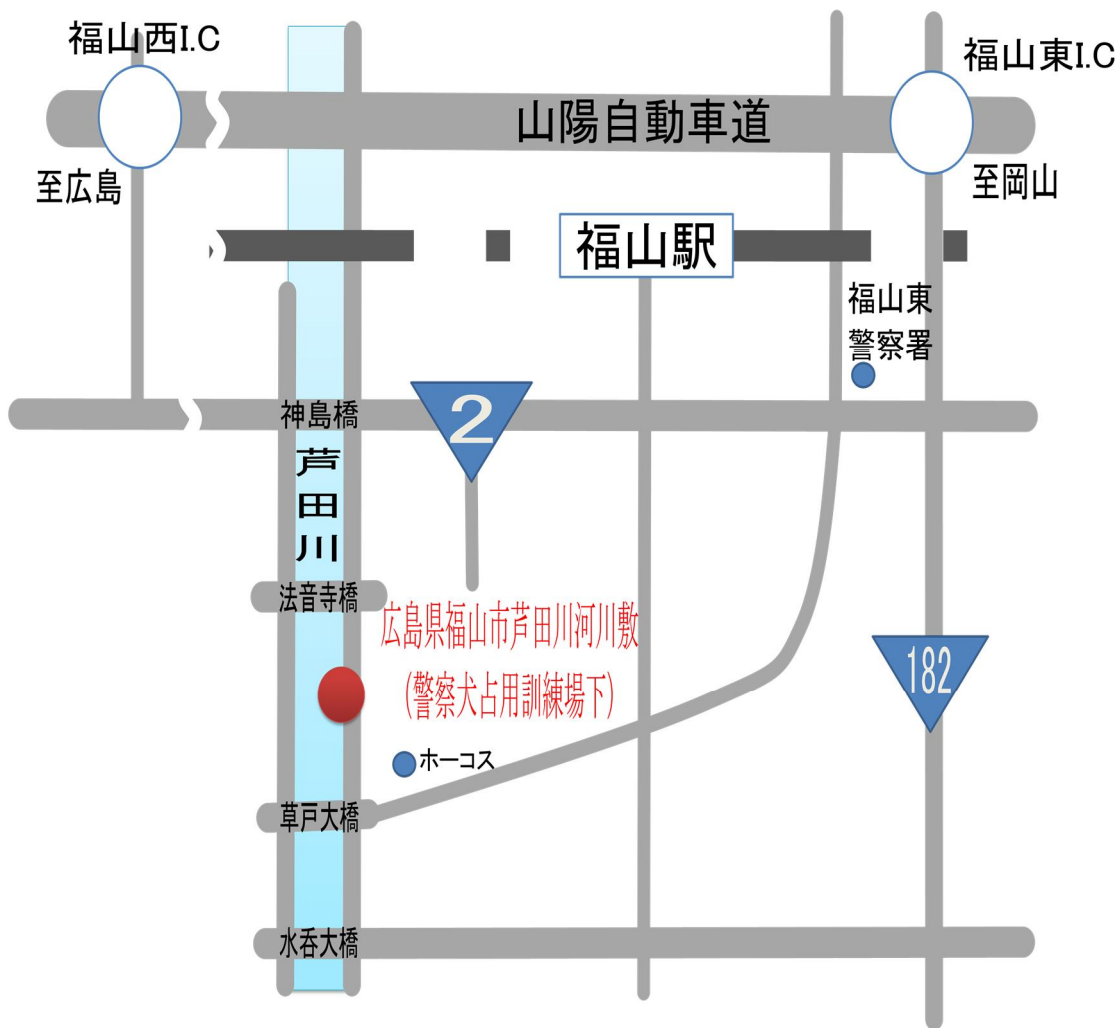 福山西I.C
福山東I.C
山陽自動車道
至広島
至岡山
福山駅
福山東
警察署
神島橋
2
芦田川
法音寺橋
広島県福山市芦田川河川敷
(警察犬占用訓練場下)
182
ホーコス
草戸大橋
水呑大橋